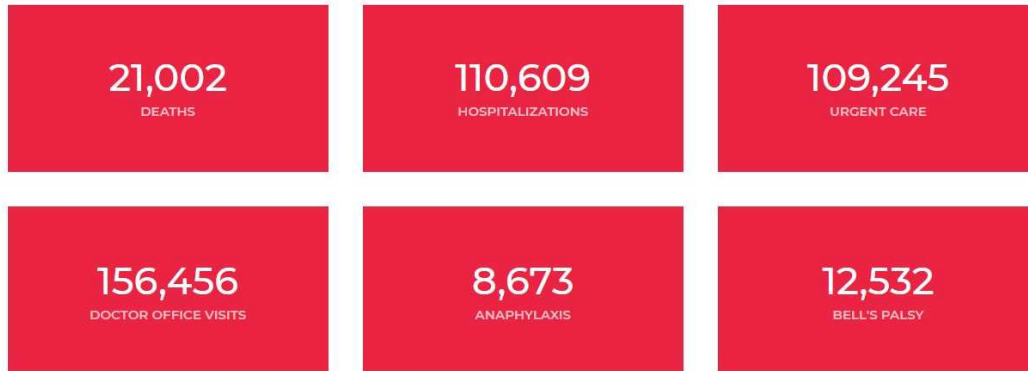 21,002
DEATHS
110,609
HOSPITALIZATIONS
109,245
URGENT CARE
156,456
DOCTOR OFFICE VISITS
8,673
ANAPHYLAXIS
12,532
BELL'S PALSY